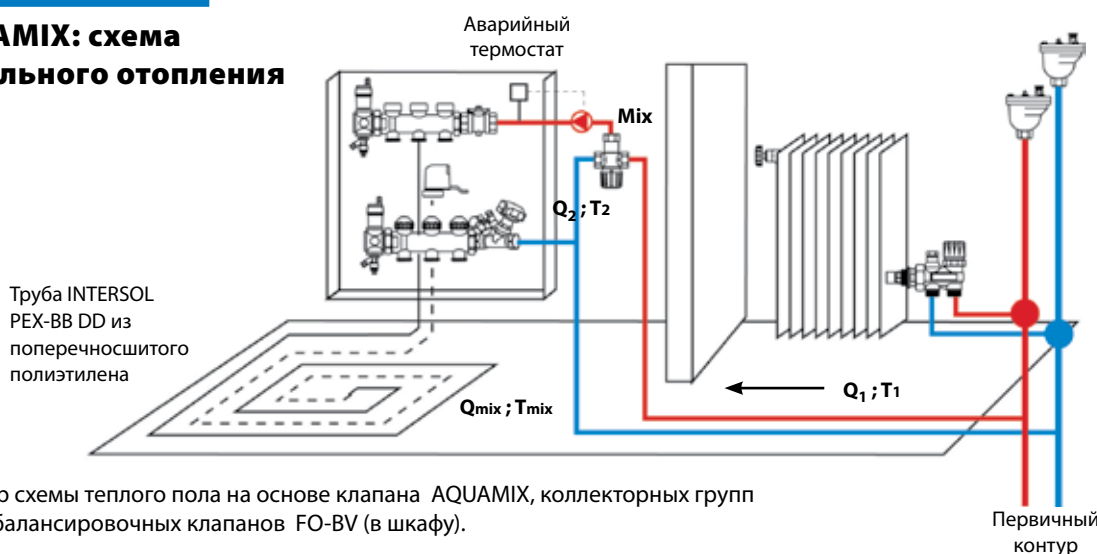 АMIX: схема
льного отопления
Аварийный
термостат
Mix
Q2 ; T2
Труба INTERSOL
PEX-BB DD из
поперечносшитого
полиэтилена
Q1 ; T1
Qmix ; Tmix
р схемы теплого пола на основе клапана AQUAMIX, коллекторных групп
балансировочных клапанов FO-BV (в шкафу).
Первичный
контур